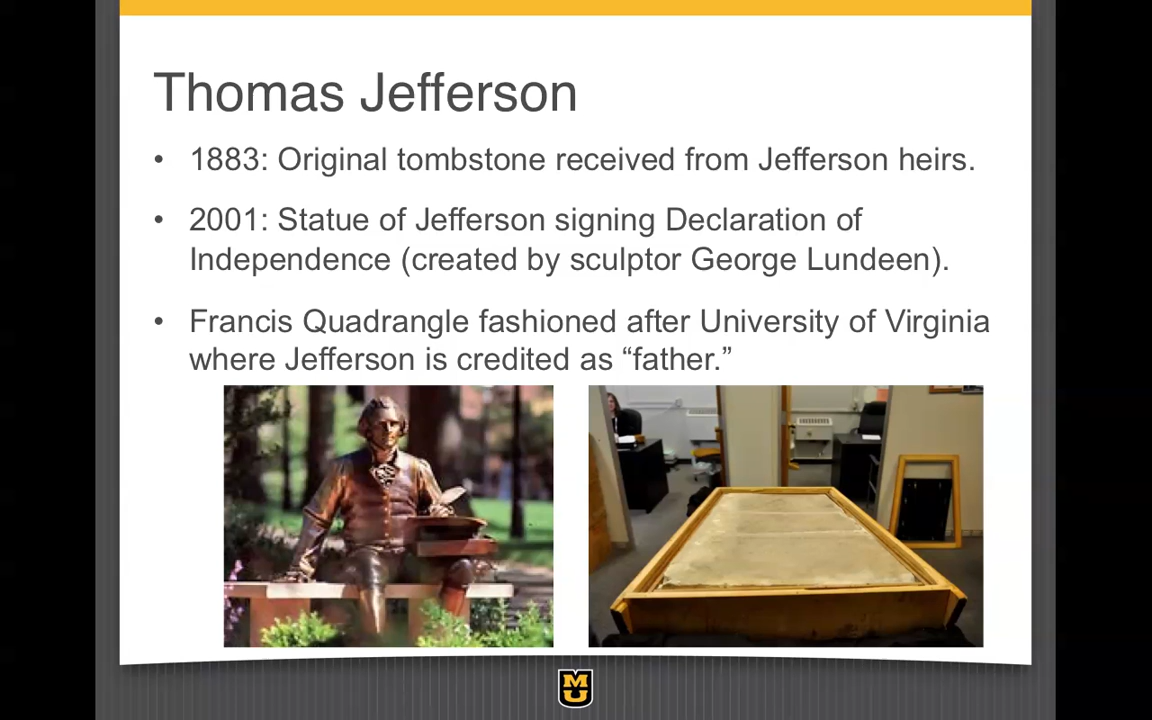 Thomas Jefferson
• 1883: Original tombstone received from Jefferson heirs.
• 2001: Statue of Jefferson signing Declaration of
Independence (created by sculptor George Lundeen).
• Francis Quadrangle fashioned after University of Virginia
where Jefferson is credited as “father.”
MU